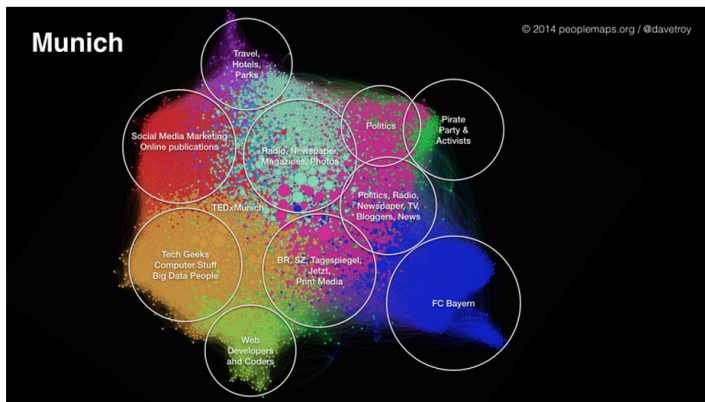 Munich
© 2014 peoplemaps.org / @davetroy
Travel,
Hotels,
Parks
Social Media Marketing
Online publications
Radio, Newspaper,
Magazines, Photos
Politics
Pirate
Party &
Activists
Politics, Radio,
Newspaper, TV,
Bloggers, News
TEDxMunich
Tech Geeks
Computer Stuff
Big Data People
BR, SZ, Tagespiegel,
Jetzt,
Print Media
FC Bayern
Web
Developers
and Coders